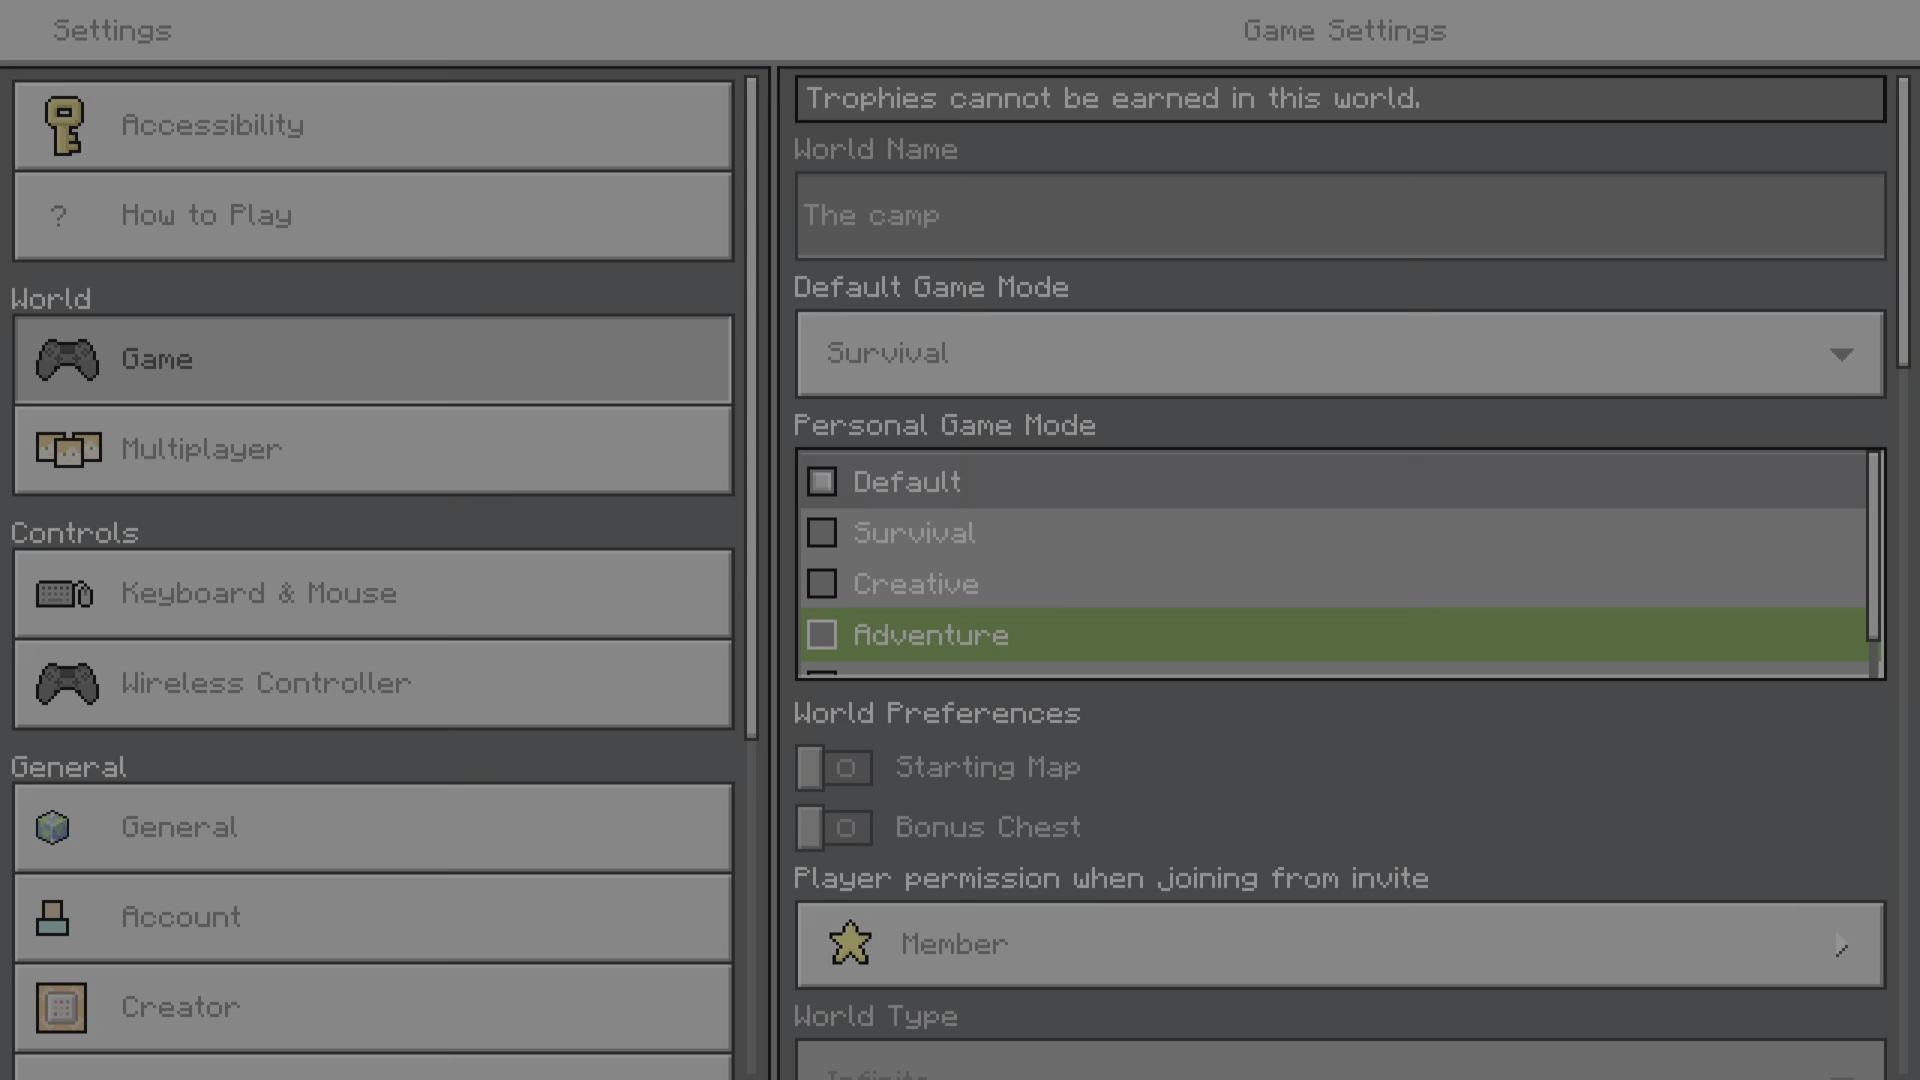 Settings
Game Settings
Accessibility
? How to Play
World
Game
Multiplayer
Controls
Keyboard & Mouse
Wireless Controller
General
General
Account
Creator
Trophies cannot be earned in this world.
World Name
The camp
Default Game Mode
Survival
Personal Game Mode
Default
Survival
Creative
Adventure
World Preferences
Starting Map
Bonus Chest
Player permission when joining from invite
Member
World Type
Infinite